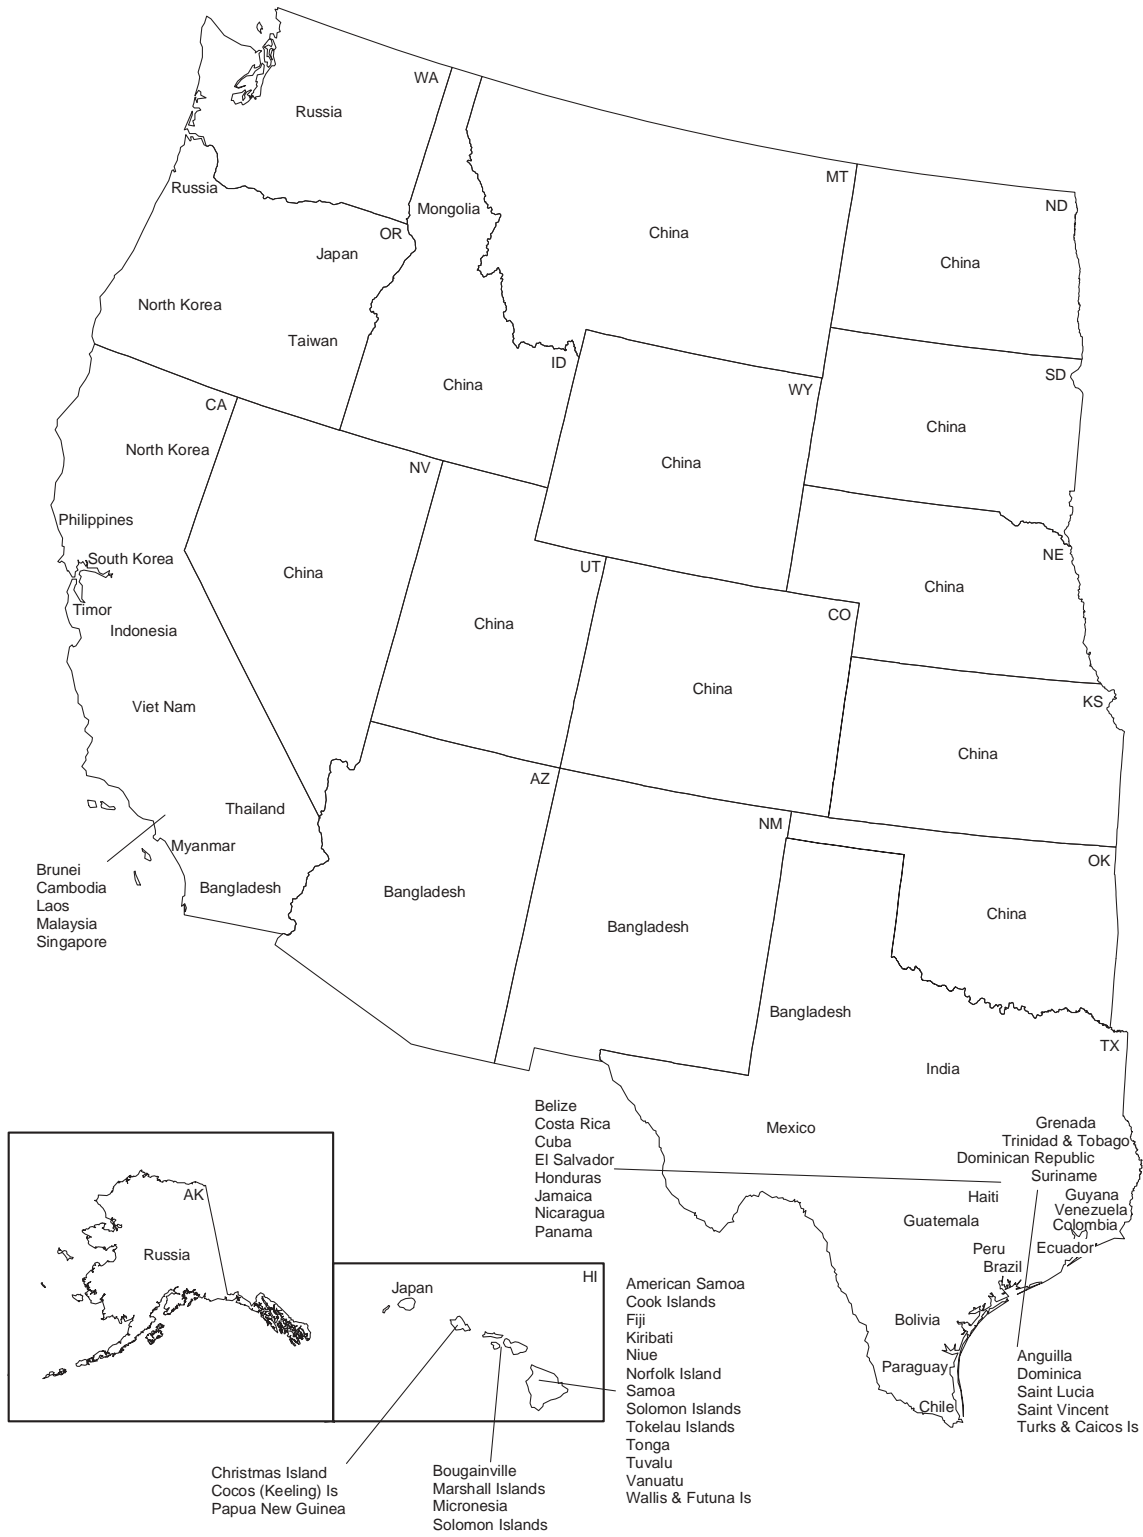 WA
Russia
MT
ND
Russia
Mongolia
OR
China
Japan
China
North Korea
Taiwan
ID
SD
China
WY
CA
China
North Korea
NV
China
Philippines
South Korea
NE
UT
China
China
Timor
CO
Indonesia
China
China
KS
Viet Nam
China
AZ
Thailand
NM
Myanmar
OK
Brunei
Cambodia
Laos
Malaysia
Singapore
Bangladesh
Bangladesh
Bangladesh
China
Bangladesh
TX
India
Belize
Costa Rica
Cuba
El Salvador
Honduras
Jamaica
Nicaragua
Panama
Mexico
Grenada
Trinidad & Tobago
Dominican Republic
Suriname
Haiti
Guyana
Venezuela
Colombia
Guatemala
Ecuador
Peru
Brazil
Bolivia
Paraguay
Chile
Anguilla
Dominica
Saint Lucia
Saint Vincent
Turks & Caicos Is
AK
Russia
HI
Japan
American Samoa
Cook Islands
Fiji
Kiribati
Niue
Norfolk Island
Samoa
Solomon Islands
Tokelau Islands
Tonga
Tuvalu
Vanuatu
Wallis & Futuna Is
Christmas Island
Cocos (Keeling) Is
Papua New Guinea
Bougainville
Marshall Islands
Micronesia
Solomon Islands